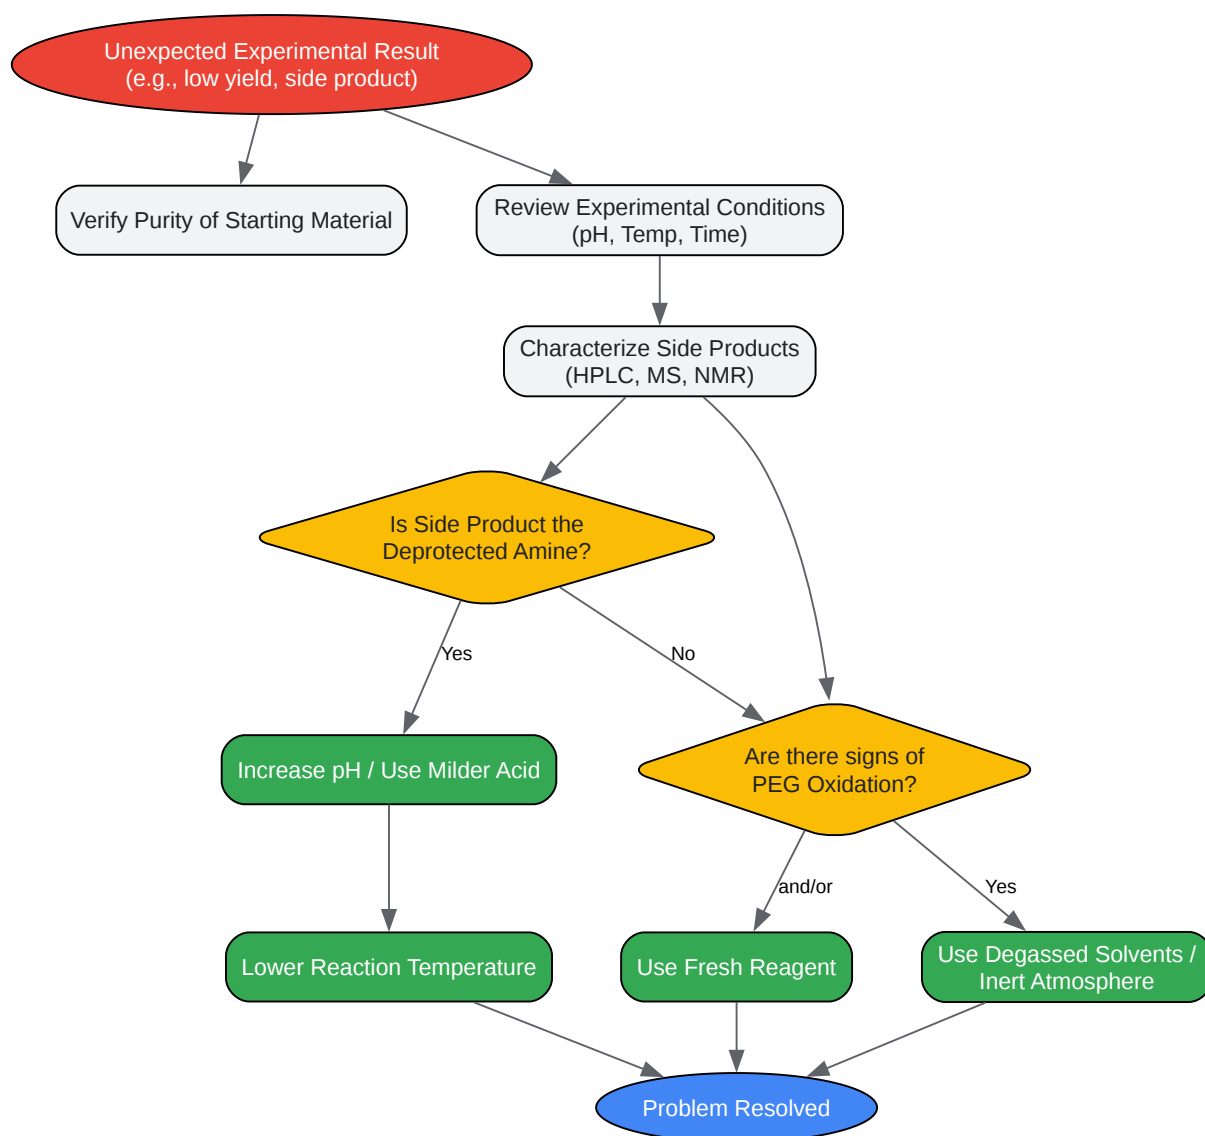 Unexpected Experimental Result
(e.g., low yield, side product)
Verify Purity of Starting Material
Review Experimental Conditions
(pH, Temp, Time)
Characterize Side Products
(HPLC, MS, NMR)
Is Side Product the
Deprotected Amine?
Yes
No
Increase pH / Use Milder Acid
Are there signs of
PEG Oxidation?
and/or
Yes
Lower Reaction Temperature
Use Fresh Reagent
Use Degassed Solvents /
Inert Atmosphere
Problem Resolved